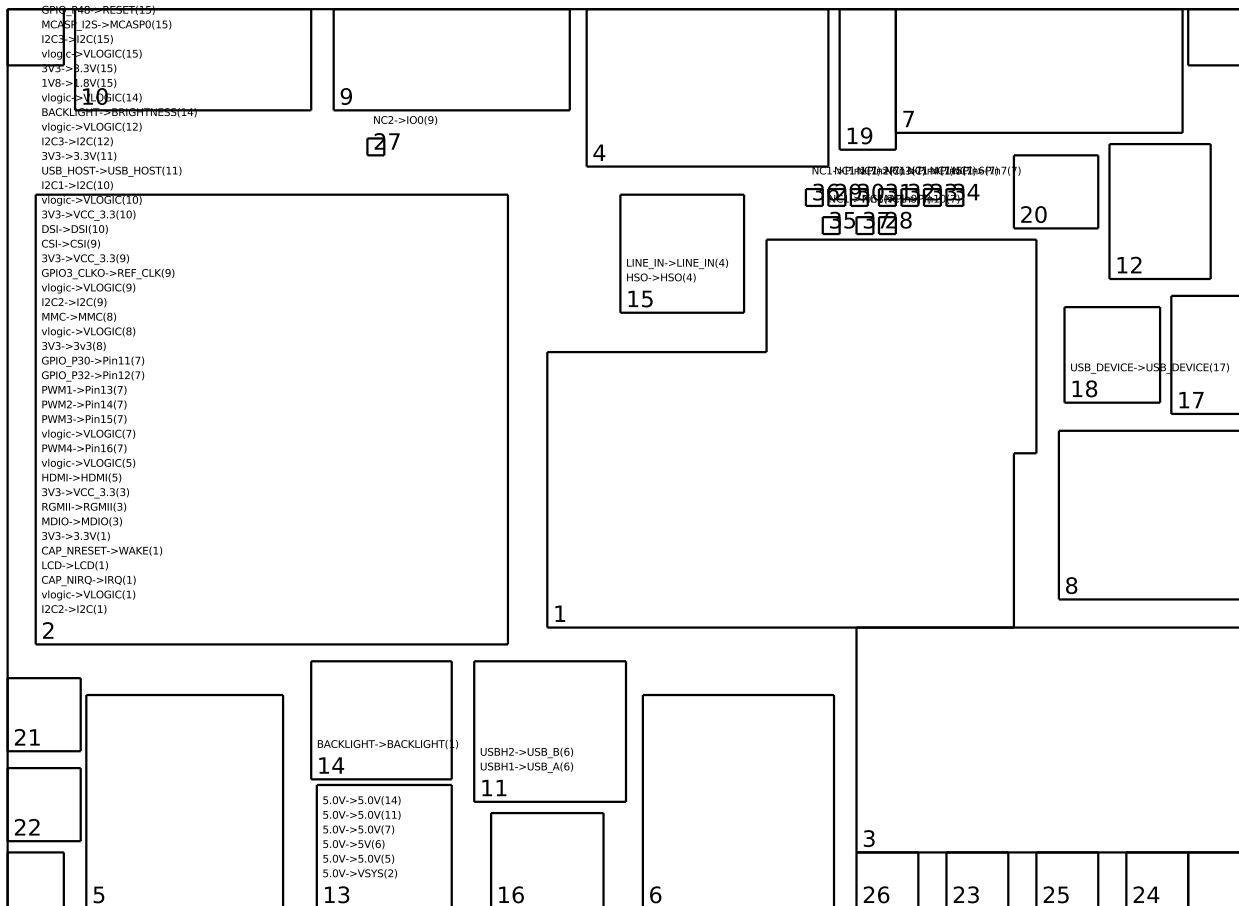 GPIO_P48->RESET(15)
MCASP_I2S->MCASP0(15)
I2C3->I2C(15)
vlogic->VLOGIC(15)
3V3->3.3V(15)
1V8->1.8V(15)
vlogic->VLOGIC(14)
BACKLIGHT->BRIGHTNESS(14)
vlogic->VLOGIC(12)
I2C3->I2C(12)
3V3->3.3V(11)
USB_HOST->USB_HOST(11)
I2C1->I2C(10)
vlogic->VLOGIC(10)
3V3->VCC_3.3(10)
DSI->DSI(10)
CSI->CSI(9)
3V3->VCC_3.3(9)
GPIO3_CLKO->REF_CLK(9)
vlogic->VLOGIC(9)
I2C2->I2C(9)
MMC->MMC(8)
vlogic->VLOGIC(8)
3V3->3v3(8)
GPIO_P30->Pin11(7)
GPIO_P32->Pin12(7)
PWM1->Pin13(7)
PWM2->Pin14(7)
PWM3->Pin15(7)
vlogic->VLOGIC(7)
PWM4->Pin16(7)
vlogic->VLOGIC(5)
HDMI->HDMI(5)
3V3->VCC_3.3(3)
RGMII->RGMII(3)
MDIO->MDIO(3)
3V3->3.3V(1)
CAP_NRESET->WAKE(1)
LCD->LCD(1)
CAP_NIRQ->IRQ(1)
vlogic->VLOGIC(1)
I2C2->I2C(1)
2
10
9
NC2->IO0(9)
27
4
19
7
36
29
30
31
32
33
34
35
37
28
20
12
LINE_IN->LINE_IN(4)
HSO->HSO(4)
15
USB_DEVICE->USB_DEVICE(17)
18
17
1
8
21
22
5
BACKLIGHT->BACKLIGHT(1)
14
5.0V->5.0V(14)
5.0V->5.0V(11)
5.0V->5.0V(7)
5.0V->5V(6)
5.0V->5.0V(5)
5.0V->VSYS(2)
13
USBH2->USB_B(6)
USBH1->USB_A(6)
11
16
6
3
26
23
25
24